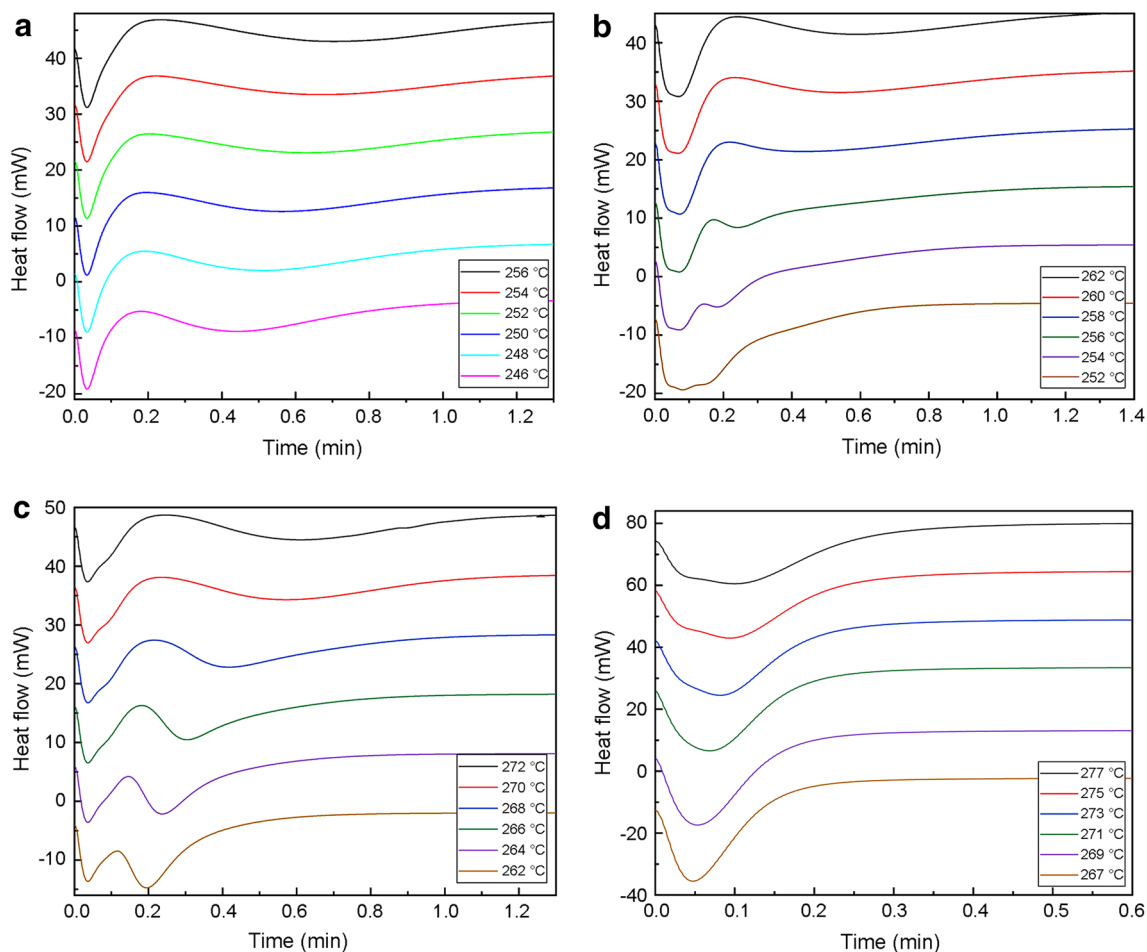 a
Heat flow (mW)
40
30
20
10
0
-10
-20
256 °C
254 °C
252 °C
250 °C
248 °C
246 °C
0.0 0.2 0.4 0.6 0.8 1.0 1.2
Time (min)
b
Heat flow (mW)
40
30
20
10
0
-10
-20
262 °C
260 °C
258 °C
256 °C
254 °C
252 °C
0.0 0.2 0.4 0.6 0.8 1.0 1.2 1.4
Time (min)
c
Heat flow (mW)
50
40
30
20
10
0
-10
272 °C
270 °C
268 °C
266 °C
264 °C
262 °C
0.0 0.2 0.4 0.6 0.8 1.0 1.2
Time (min)
d
Heat flow (mW)
80
60
40
20
0
-20
-40
277 °C
275 °C
273 °C
271 °C
269 °C
267 °C
0.0 0.1 0.2 0.3 0.4 0.5 0.6
Time (min)